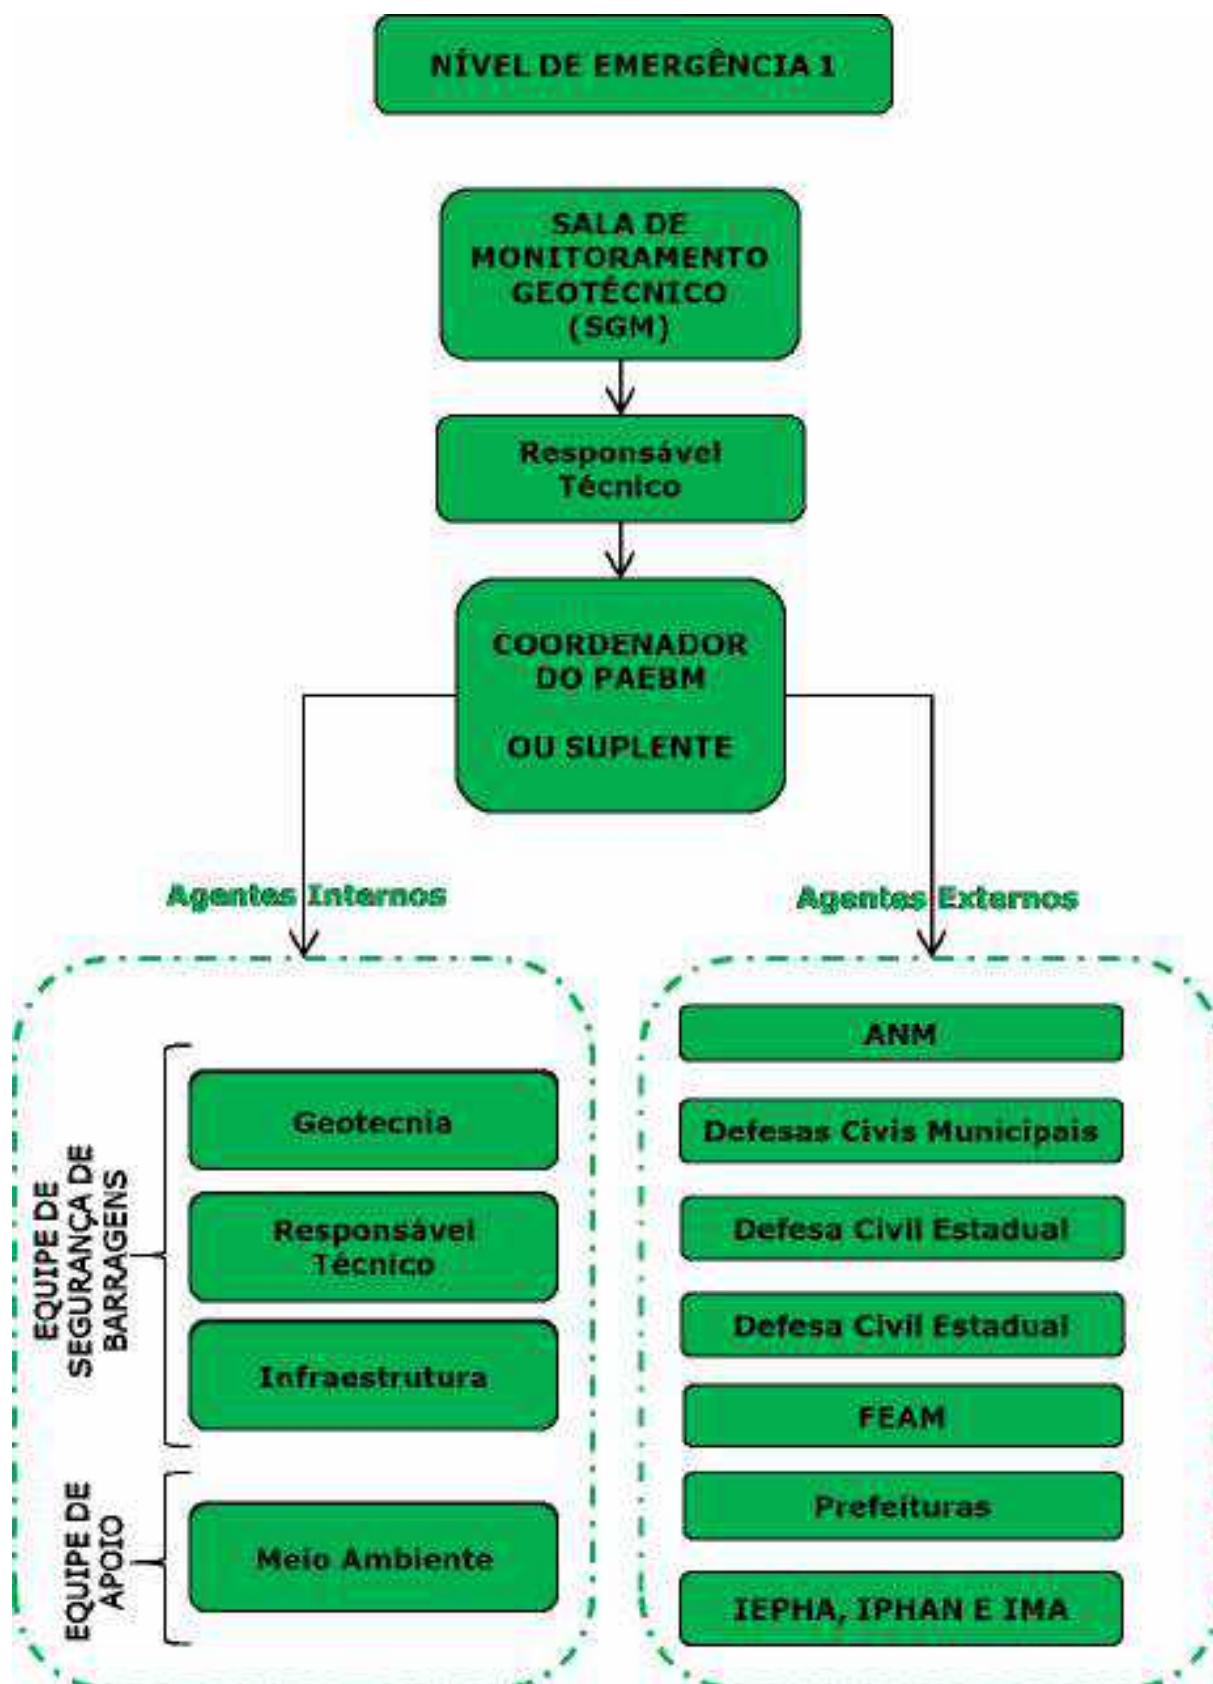 NÍVEL DE EMERGÊNCIA 1
SALA DE
MONITORAMENTO
GEOTÉCNICO
(SGM)
Responsável
Técnico
COORDENADOR
DO PAEBM
OU SUPLENTE
Agentes Internos
Agentes Externos
EQUIPE DE
SEGURANÇA DE
BARRAGENS
Geotecnia
Responsável
Técnico
Infraestrutura
EQUIPE DE
APOIO
Meio Ambiente
ANM
Defesas Civis Municipais
Defesa Civil Estadual
Defesa Civil Estadual
FEAM
Prefeituras
IEPHA, IPHAN E IMA